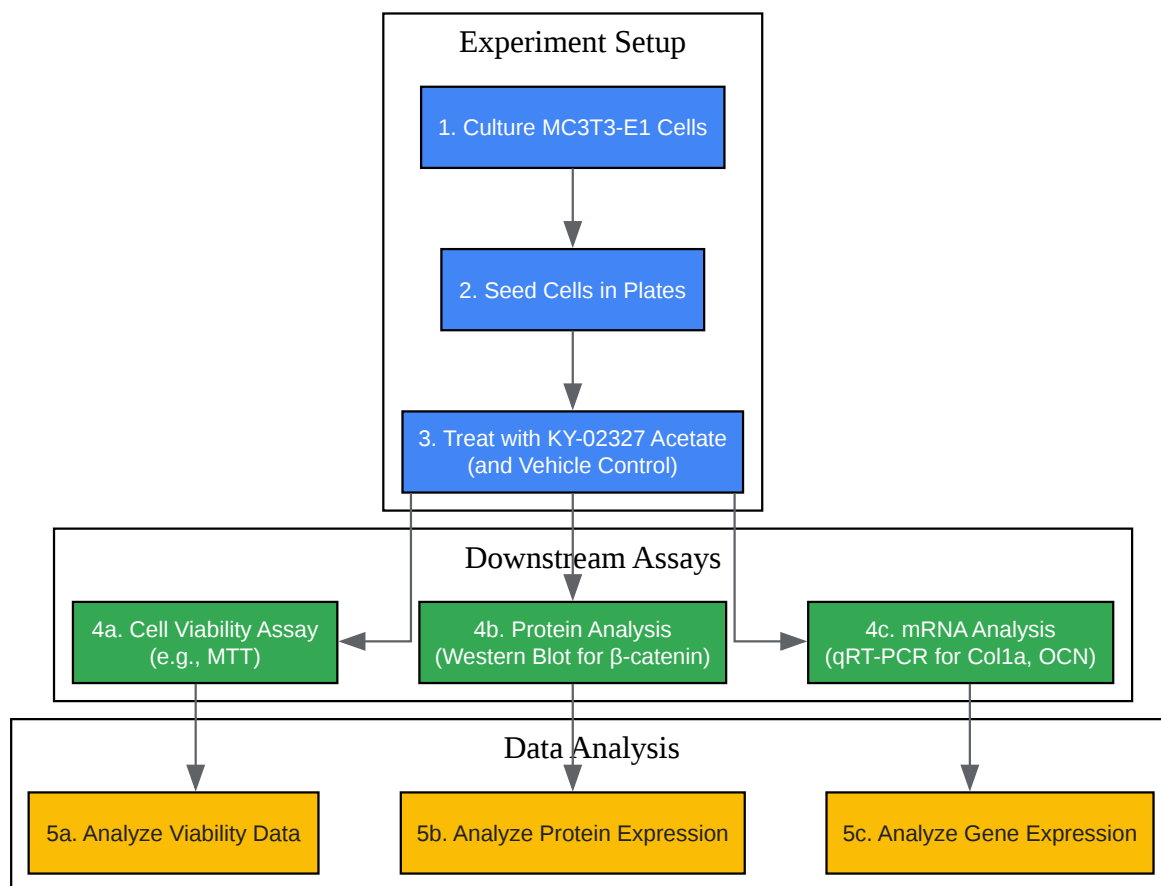 Experiment Setup
1. Culture MC3T3-E1 Cells
2. Seed Cells in Plates
3. Treat with KY-02327 Acetate
(and Vehicle Control)
Downstream Assays
4a. Cell Viability Assay
(e.g., MTT)
4b. Protein Analysis
(Western Blot for β-catenin)
4c. mRNA Analysis
(qRT-PCR for Col1a, OCN)
Data Analysis
5a. Analyze Viability Data
5b. Analyze Protein Expression
5c. Analyze Gene Expression